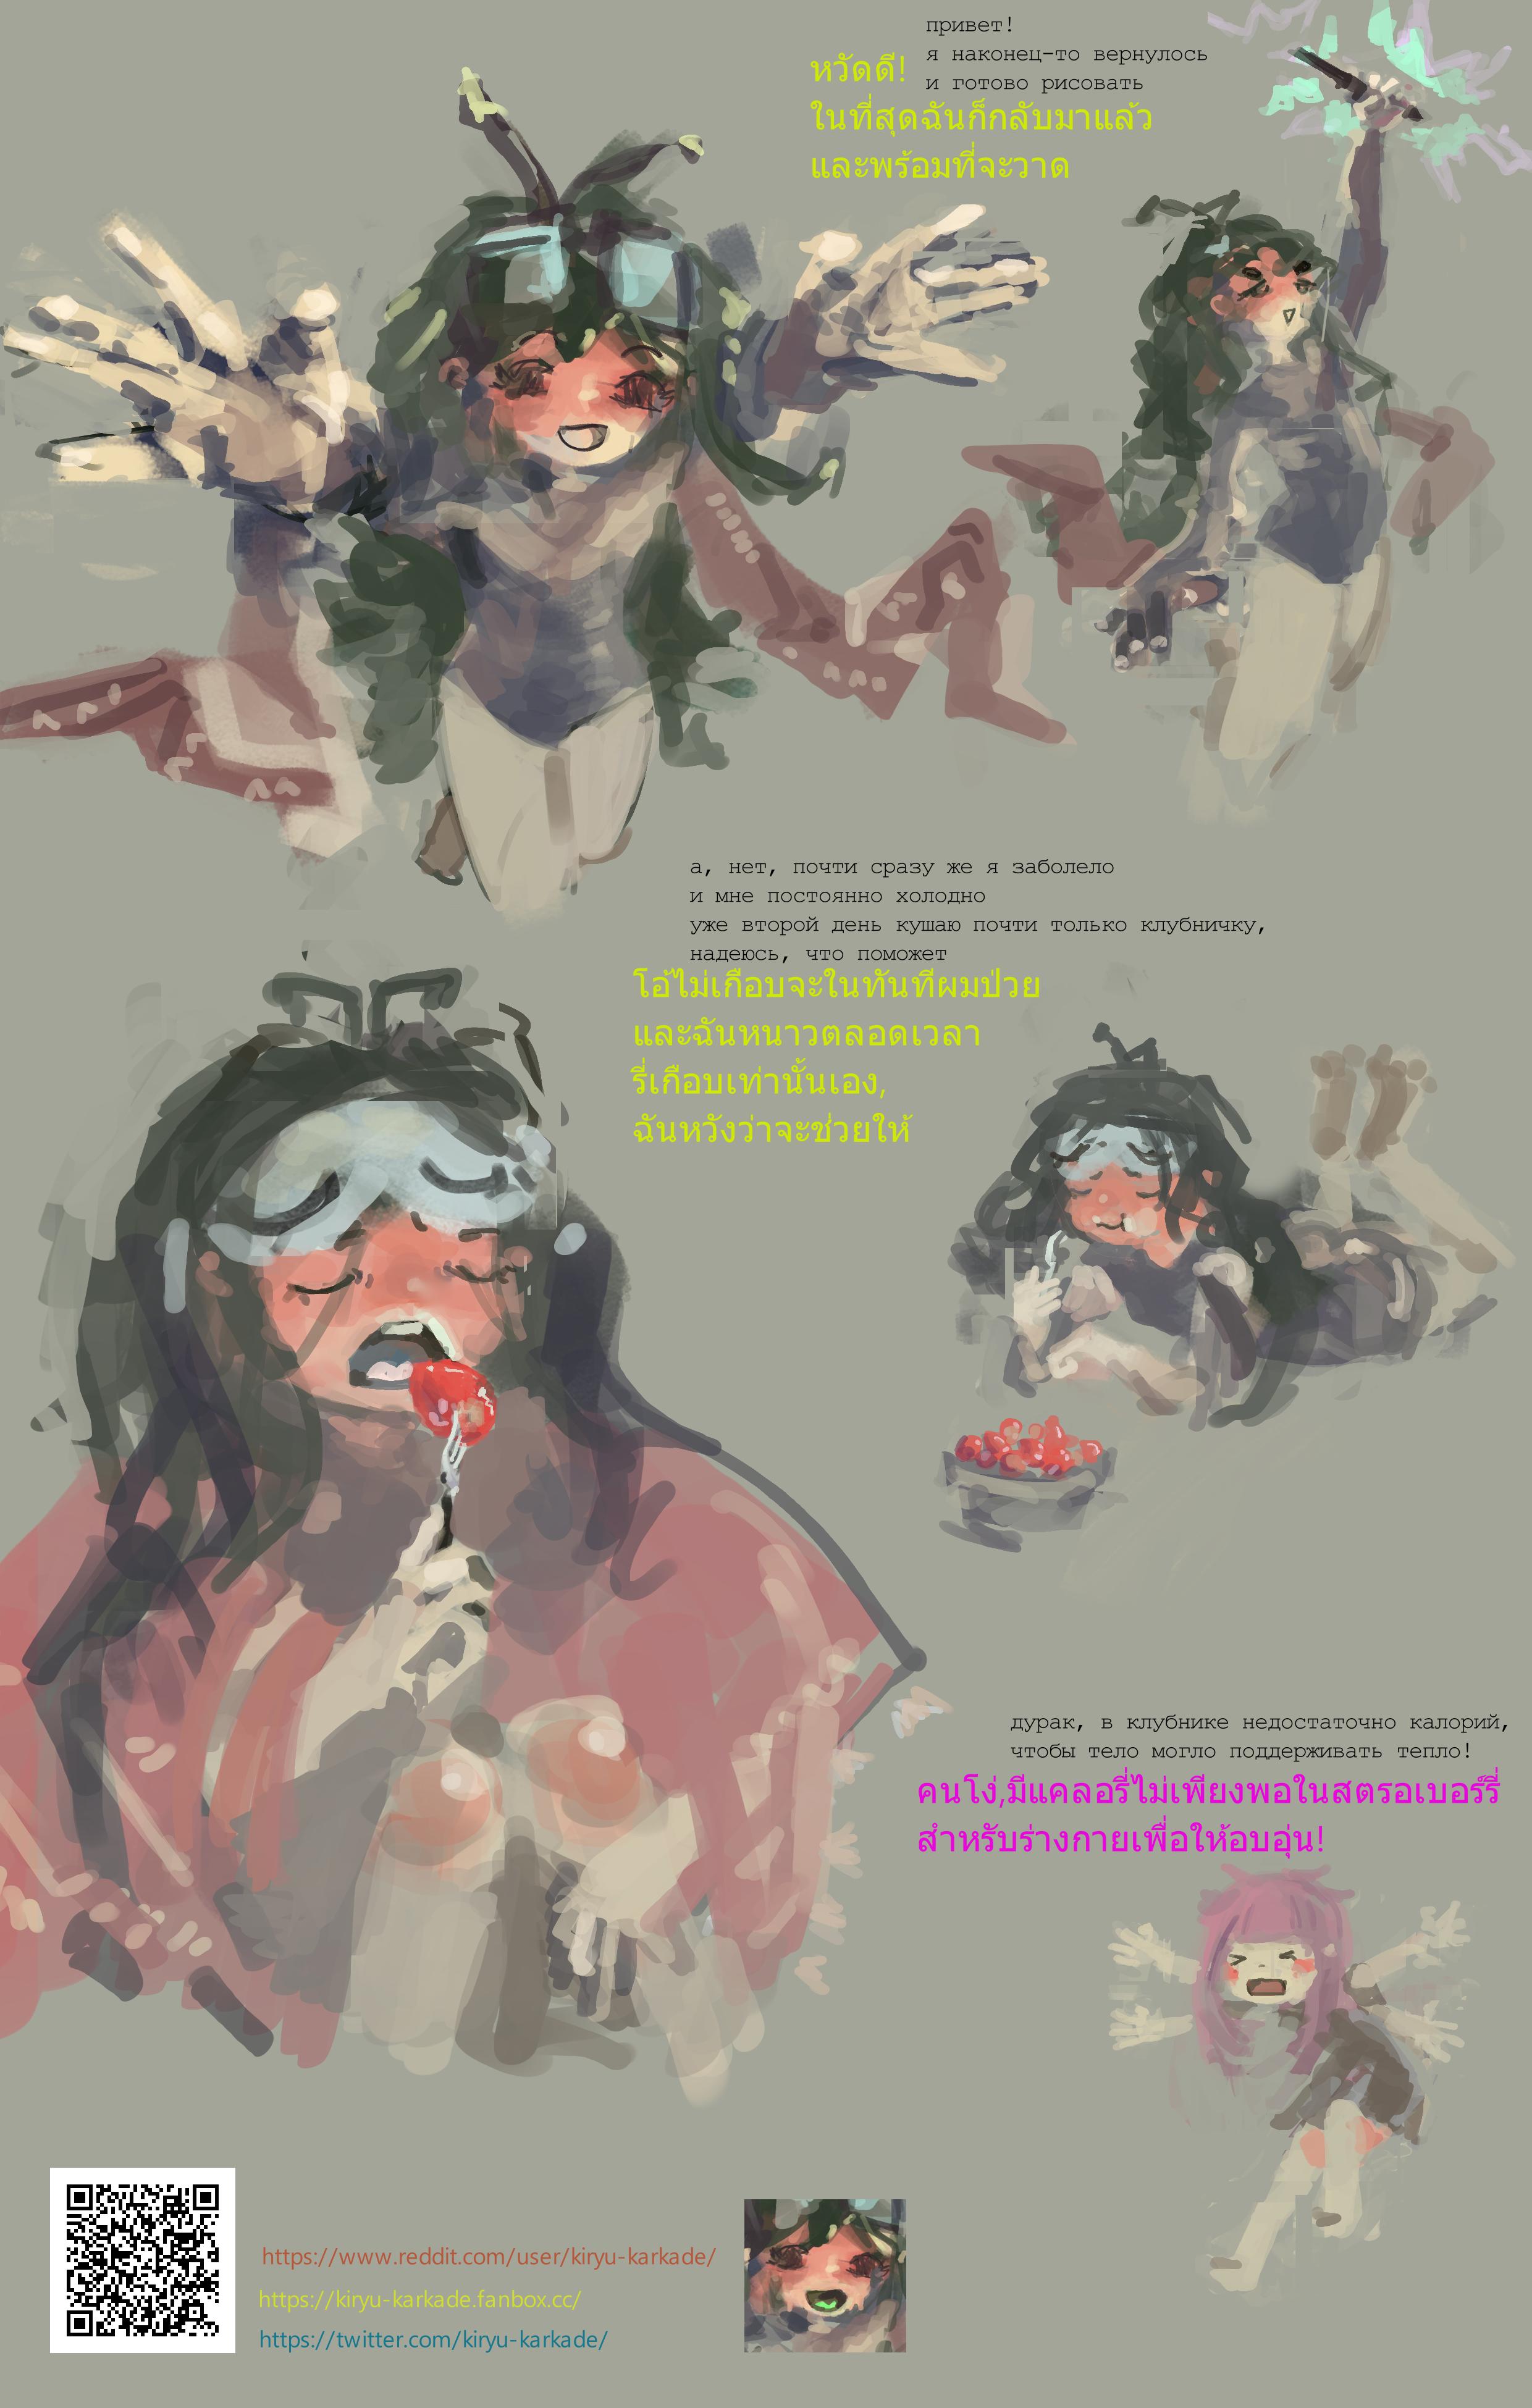 привет!
я наконец-то вернулось
и готово рисовать
หวัดดี!
ในที่สุดฉันก็กลับมาแล้ว
และพร้อมที่จะวาด
а, нет, почти сразу же я заболело
и мне постоянно холодно
уже второй день кушаю почти только клубничку,
надеюсь, что поможет
โอ้ไม่เกือบจะในทันทีผมป่วย
และฉันหนาวตลอดเวลา
รี่เกือบเท่านั้นเอง,
ฉันหวังว่าจะช่วยให้
дурак, в клубнике недостаточно калорий,
чтобы тело могло поддерживать тепло!
คนโง่,มีแคลอรี่ไม่เพียงพอในสตรอเบอร์รี่
สำหรับร่างกายเพื่อให้อบอุ่น!
https://www.reddit.com/user/kiryu-karkade/
https://kiryu-karkade.fanbox.cc/
https://twitter.com/kiryu-karkade/